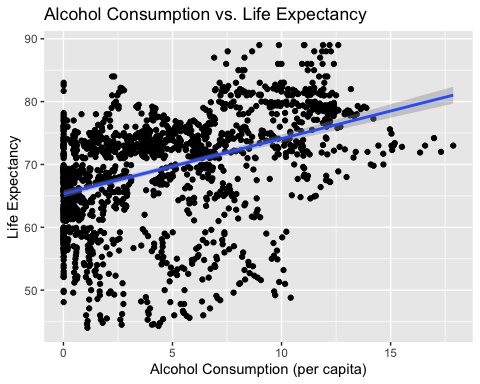 Alcohol Consumption vs. Life Expectancy
90
80
70
60
50
Life Expectancy
0 5 10 15
Alcohol Consumption (per capita)